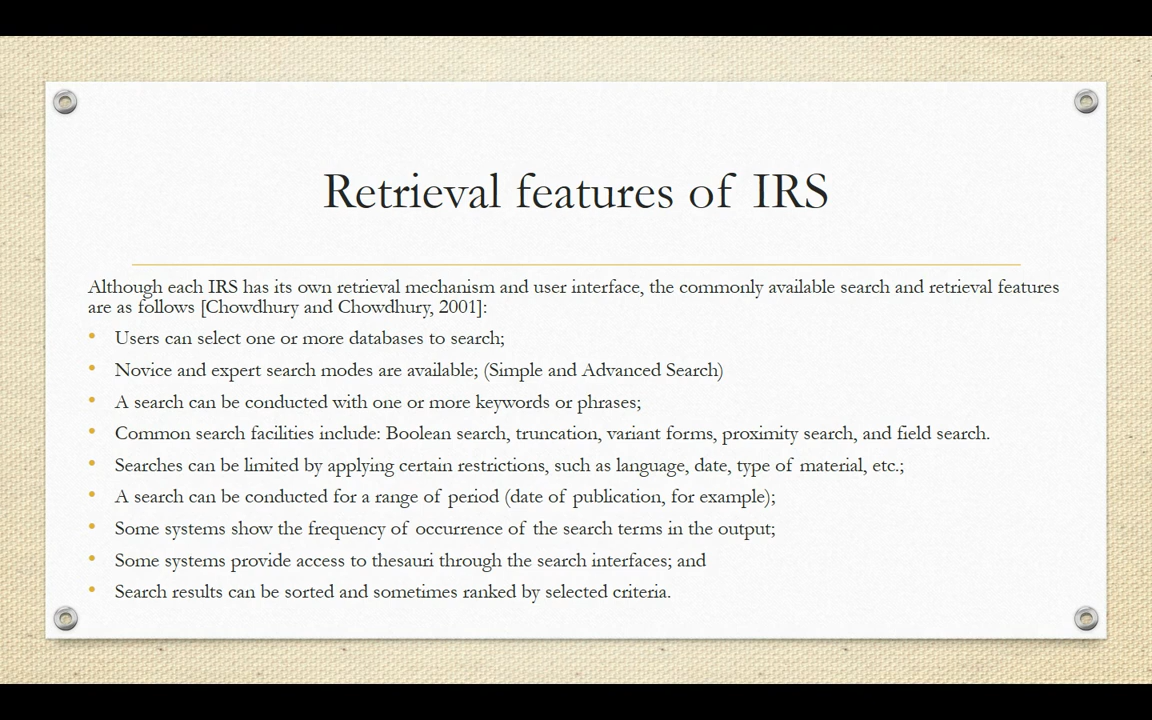 Retrieval features of IRS
Although each IRS has its own retrieval mechanism and user interface, the commonly available search and retrieval features
are as follows [Chowdhury and Chowdhury, 2001]:
• Users can select one or more databases to search;
• Novice and expert search modes are available; (Simple and Advanced Search)
• A search can be conducted with one or more keywords or phrases;
• Common search facilities include: Boolean search, truncation, variant forms, proximity search, and field search.
• Searches can be limited by applying certain restrictions, such as language, date, type of material, etc.;
• A search can be conducted for a range of period (date of publication, for example);
• Some systems show the frequency of occurrence of the search terms in the output;
• Some systems provide access to thesauri through the search interfaces; and
• Search results can be sorted and sometimes ranked by selected criteria.